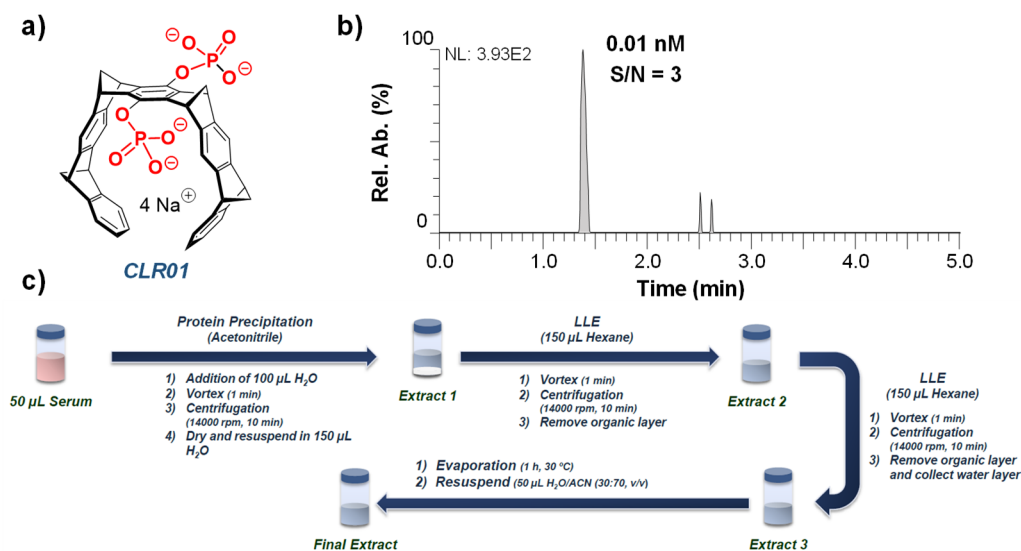 a)
O
P
O
O
O
O
P
O
O
O
4 Na⊕
CLR01
b)
NL: 3.93E2
0.01 nM
S/N = 3
100
0
Rel. Ab. (%)
0.0 1.0 2.0 3.0 4.0 5.0
Time (min)
c)
50 µL Serum
Protein Precipitation
(Acetonitrile)
1) Addition of 100 µL H₂O
2) Vortex (1 min)
3) Centrifugation
(14000 rpm, 10 min)
4) Dry and resuspend in 150 µL
H₂O
Extract 1
LLE
(150 µL Hexane)
1) Vortex (1 min)
2) Centrifugation
(14000 rpm, 10 min)
3) Remove organic layer
Extract 2
LLE
(150 µL Hexane)
1) Vortex (1 min)
2) Centrifugation
(14000 rpm, 10 min)
3) Remove organic layer
and collect water layer
Extract 3
1) Evaporation (1 h, 30 ºC)
2) Resuspend (50 µL H₂O/ACN (30:70, v/v)
Final Extract